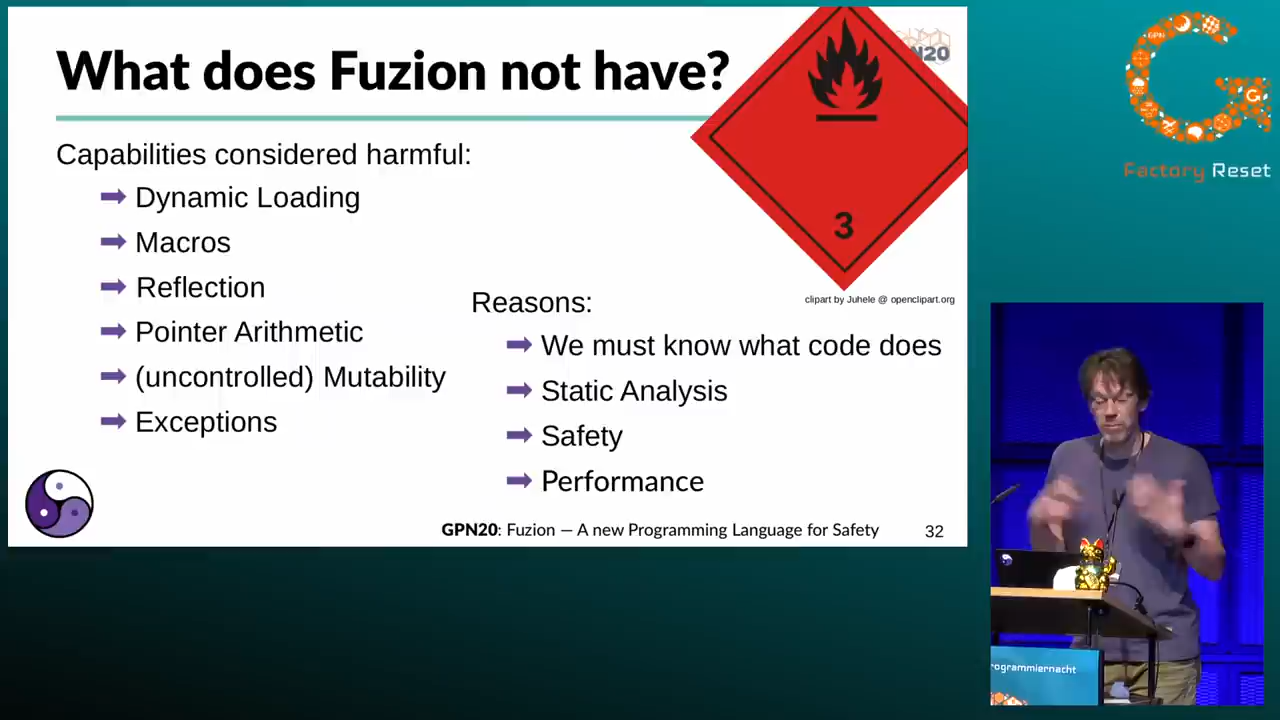 What does Fuzion not have?
N20
Capabilities considered harmful:
Dynamic Loading
Macros
Reflection
Pointer Arithmetic
(uncontrolled) Mutability
Exceptions
3
clipart by Juhele @ openclipart.org
Reasons:
We must know what code does
Static Analysis
Safety
Performance
GPN20: Fuzion — A new Programming Language for Safety
32
GPN
G
Factory Reset
rogrammiernacht